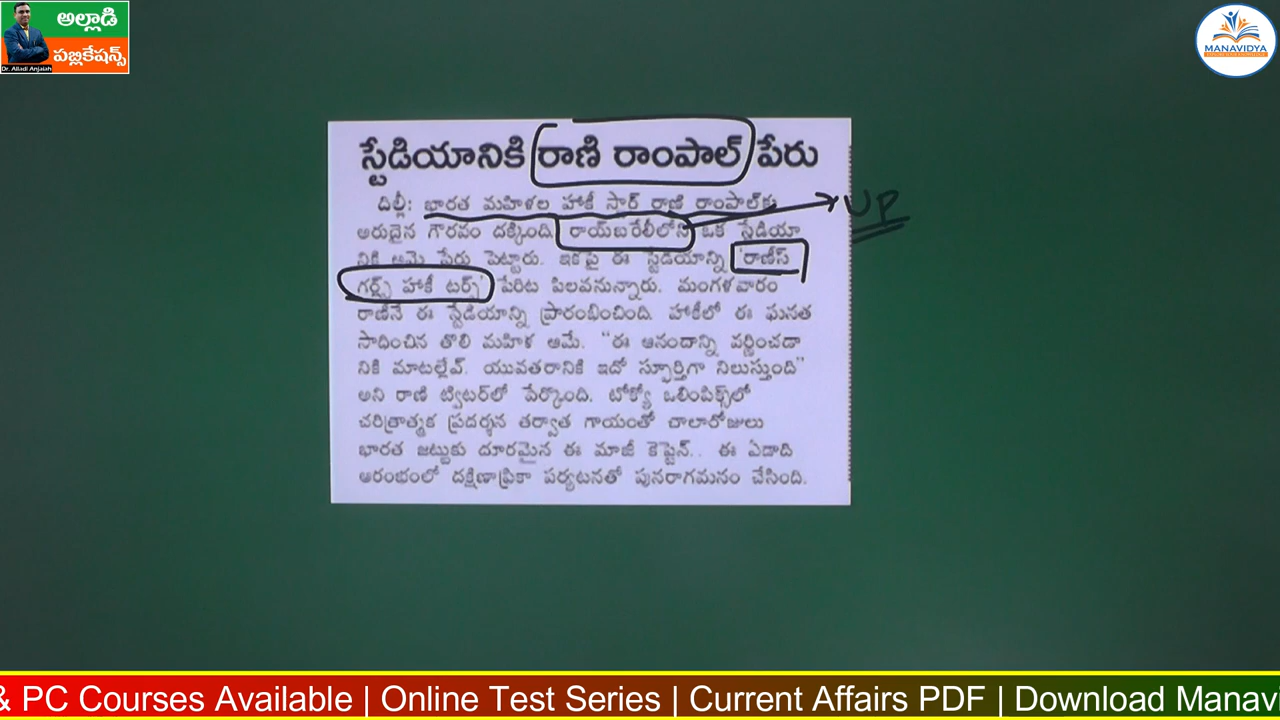 అల్లాడి
పబ్లికేషన్స్
Dr. Alladi Anjaiah
MANAVIDYA
స్టేడియానికి రాణి రాంపాల్ పేరు
దిల్లీ: భారత మహిళల హాకీ స్టార్ రాణి రాంపాల్‌కు
UP
అరుదైన గౌరవం దక్కింది. రాయ్‌బరేలీలోని ఒక స్టేడియా
నికి ఆమె పేరు పెట్టారు. ఇకపై ఈ స్టేడియాన్ని 'రాణీస్
గర్ల్స్ హాకీ టర్ఫ్' పేరిట పిలవనున్నారు. మంగళవారం
రాణినే ఈ స్టేడియాన్ని ప్రారంభించింది. హాకీలో ఈ ఘనత
సాధించిన తొలి మహిళ ఆమే. "ఈ ఆనందాన్ని వర్ణించడా
నికి మాటల్లేవ్. యువతరానికి ఇదో స్ఫూర్తిగా నిలుస్తుంది"
అని రాణి ట్విటర్‌లో పేర్కొంది. టోక్యో ఒలింపిక్స్‌లో
చరిత్రాత్మక ప్రదర్శన తర్వాత గాయంతో చాలారోజులు
భారత జట్టుకు దూరమైన ఈ మాజీ కెప్టెన్.. ఈ ఏడాది
ఆరంభంలో దక్షిణాఫ్రికా పర్యటనతో పునరాగమనం చేసింది.
& PC Courses Available | Online Test Series | Current Affairs PDF | Download Manavi